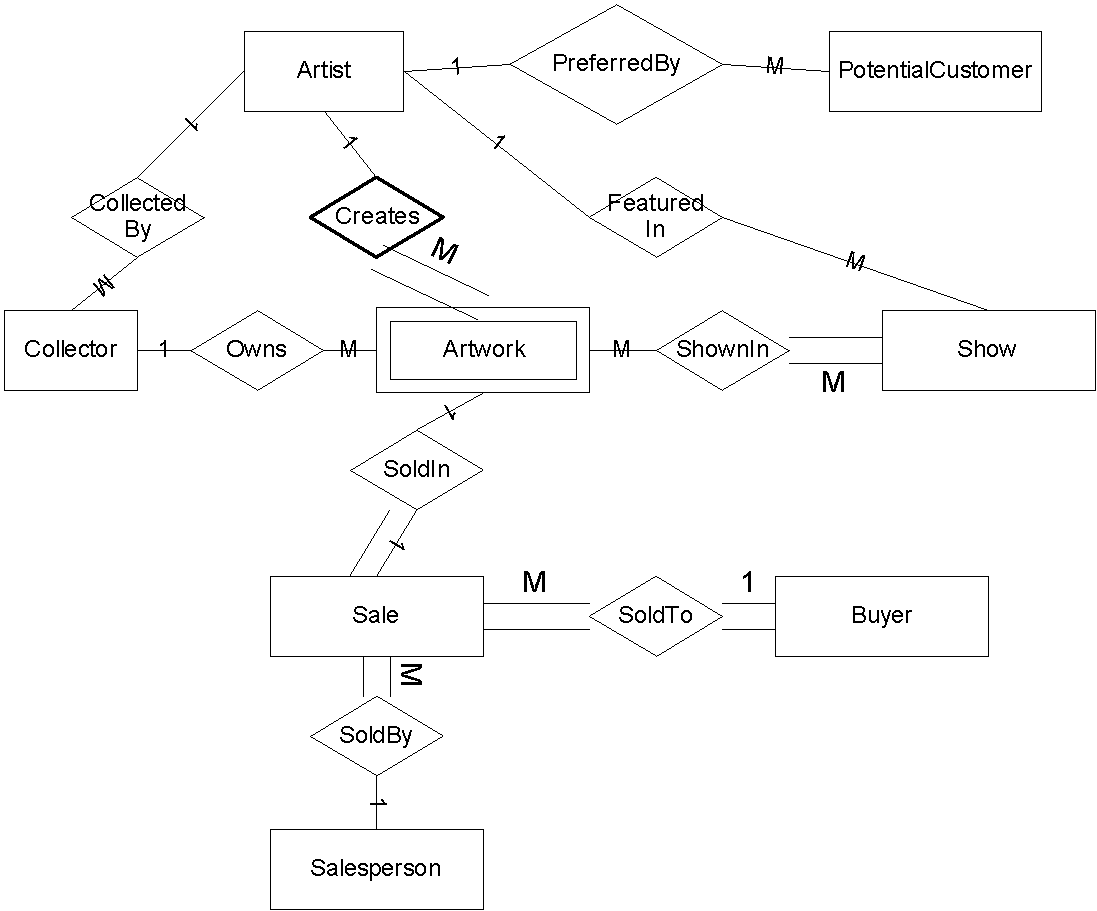 Artist
1
PreferredBy
M
PotentialCustomer
1
1
1
Collected
By
Creates
M
Featured
In
M
M
Collector
1
Owns
M
Artwork
M
ShownIn
M
Show
1
SoldIn
1
Sale
M
SoldTo
1
Buyer
M
SoldBy
1
Salesperson